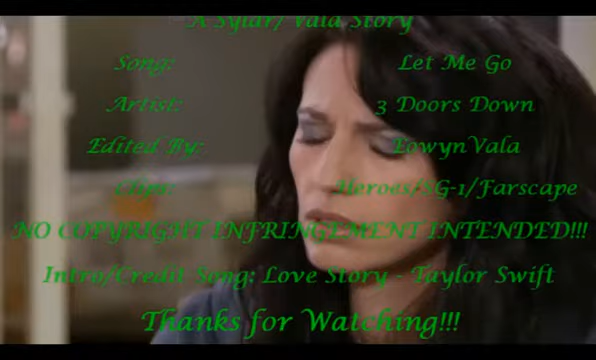 A Sylar/Vala Story
Song: Let Me Go
Artist: 3 Doors Down
Edited By: EowynVala
Clips: Heroes/SG-1/Farscape
NO COPYRIGHT INFRINGEMENT INTENDED!!!
Intro/Credit Song: Love Story - Taylor Swift
Thanks for Watching!!!